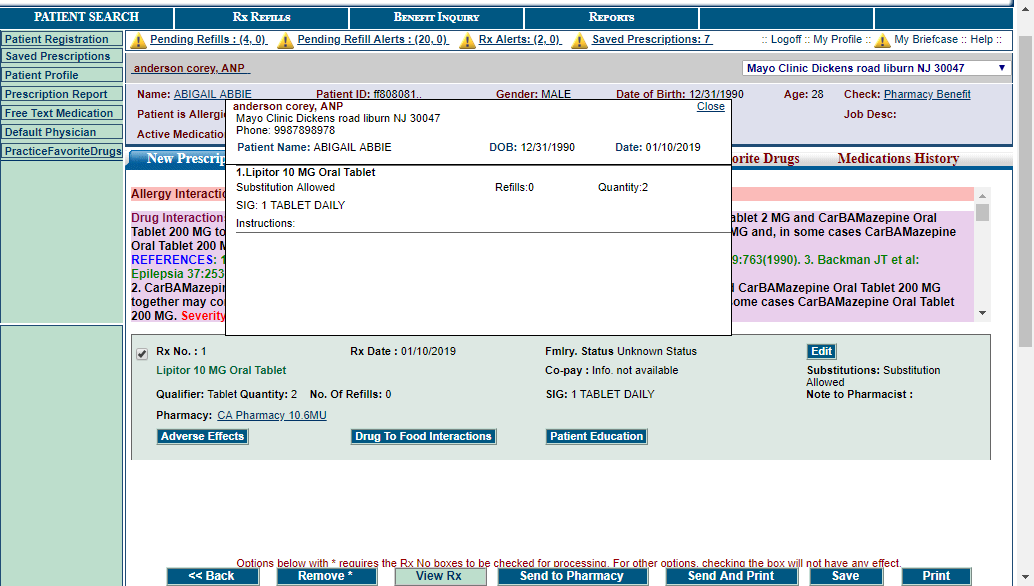 PATIENT SEARCH RX REFILLS BENEFIT INQUIRY REPORTS
Patient Registration
Saved Prescriptions
Patient Profile
Prescription Report
Free Text Medication
Default Physician
PracticeFavoriteDrugs
Pending Refills : (4, 0) Pending Refill Alerts : (20, 0) Rx Alerts: (2, 0) Saved Prescriptions: 7 :: Logoff :: My Profile :: My Briefcase :: Help ::
anderson corey, ANP Mayo Clinic Dickens road liburn NJ 30047
Name: ABIGAIL ABBIE Patient ID: ff808081.. Gender: MALE Date of Birth: 12/31/1990 Age: 28 Check: Pharmacy Benefit
Patient is Allergi Job Desc:
Active Medicatio
anderson corey, ANP Close
Mayo Clinic Dickens road liburn NJ 30047
Phone: 9987898978
Patient Name: ABIGAIL ABBIE DOB: 12/31/1990 Date: 01/10/2019
1.Lipitor 10 MG Oral Tablet
Substitution Allowed Refills:0 Quantity:2
SIG: 1 TABLET DAILY
Instructions:
New Prescrip orite Drugs Medications History
Allergy Interactio
Drug Interaction ablet 2 MG and CarBAMazepine Oral
Tablet 200 MG to MG and, in some cases CarBAMazepine
Oral Tablet 200 M
REFERENCES: 1 9:763(1990). 3. Backman JT et al:
Epilepsia 37:253
2. CarBAMazepin d CarBAMazepine Oral Tablet 200 MG
together may co ome cases CarBAMazepine Oral Tablet
200 MG. Severity
Rx No. : 1 Rx Date : 01/10/2019 Fmlry. Status Unknown Status Edit
Lipitor 10 MG Oral Tablet Co-pay : Info. not available Substitutions: Substitution
Allowed
Qualifier: Tablet Quantity: 2 No. Of Refills: 0 SIG: 1 TABLET DAILY Note to Pharmacist :
Pharmacy: CA Pharmacy 10.6MU
Adverse Effects Drug To Food Interactions Patient Education
Options below with * requires the Rx No boxes to be checked for processing. For other options, checking the box will not have any effect.
<< Back Remove * View Rx Send to Pharmacy Send And Print Save Print